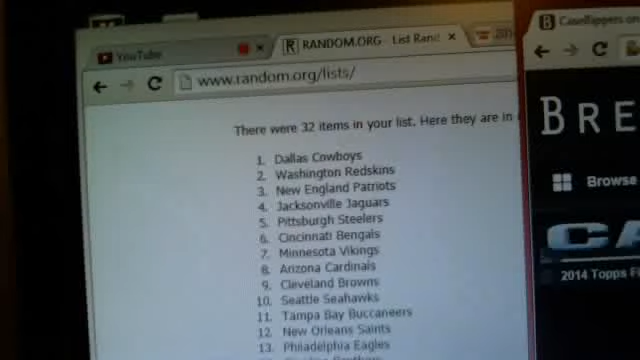 YouTube
RANDOM.ORG - List Rand
CaseRippers
www.random.org/lists/
There were 32 items in your list. Here they are in
BRE
1. Dallas Cowboys
2. Washington Redskins
3. New England Patriots
4. Jacksonville Jaguars
5. Pittsburgh Steelers
6. Cincinnati Bengals
7. Minnesota Vikings
8. Arizona Cardinals
9. Cleveland Browns
10. Seattle Seahawks
11. Tampa Bay Buccaneers
12. New Orleans Saints
13. Philadelphia Eagles
Browse
CA
2014 Topps Fi